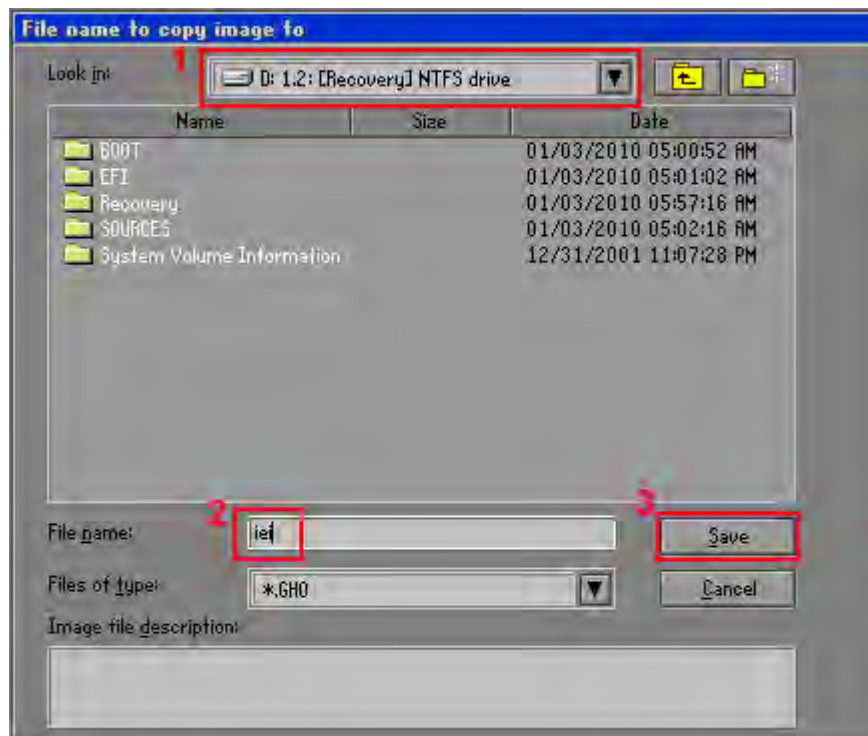 File name to copy image to
1
Look in: D: 1.2: [Recovery] NTFS drive
Name Size Date
BOOT 01/03/2010 05:00:52 AM
EFI 01/03/2010 05:01:02 AM
Recovery 01/03/2010 05:57:16 AM
SOURCES 01/03/2010 05:02:16 AM
System Volume Information 12/31/2001 11:07:28 PM
2 3
File name: iei Save
Files of type: *.GHO Cancel
Image file description: